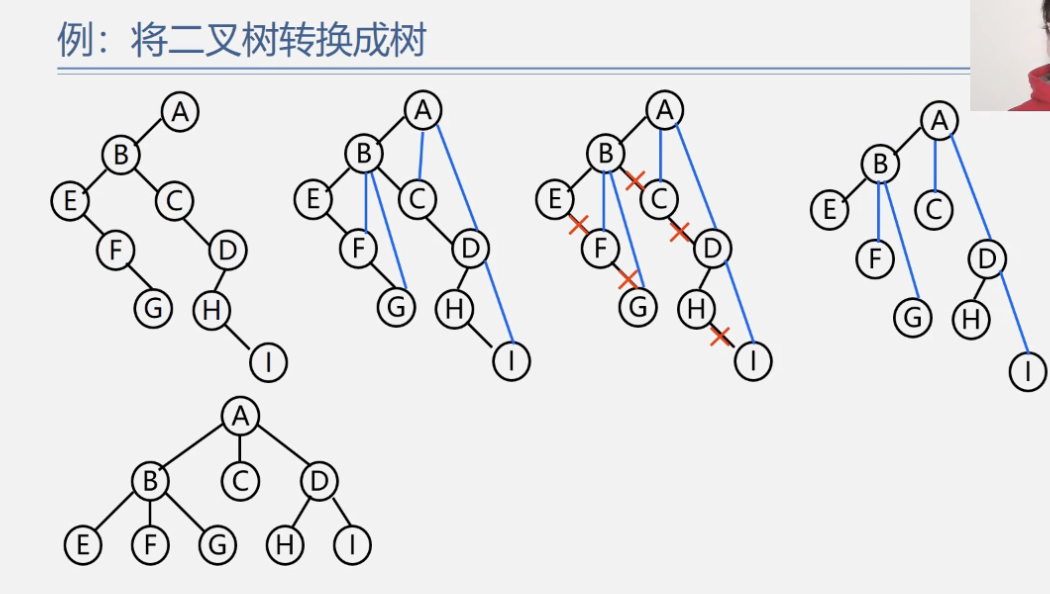 例：将二叉树转换成树
A A A A
B B B B
E C E C E C E C
F D F D F D F D
G H G H G H G H
I I I I
A
B C D
E F G H I